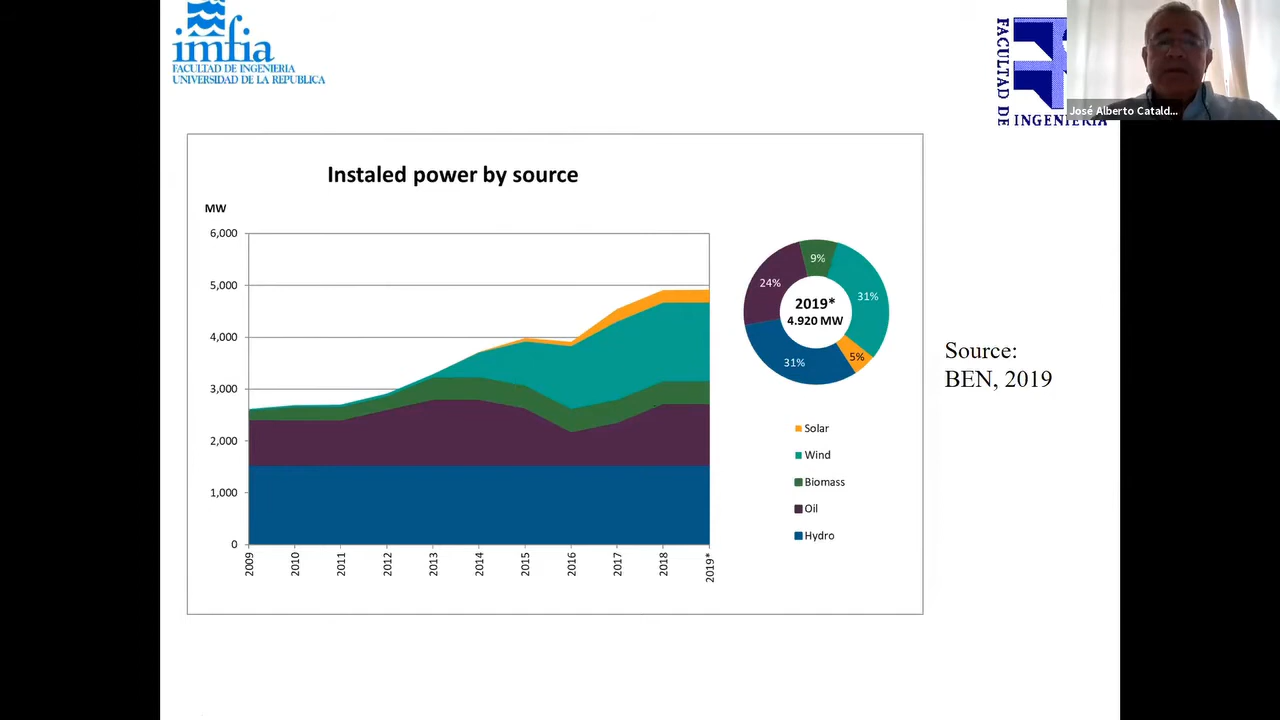 imfia
FACULTAD DE INGENIERIA
UNIVERSIDAD DE LA REPUBLICA
FACULTAD DE INGENIERIA
José Alberto Catald...
Instaled power by source
MW
6,000
5,000
4,000
3,000
2,000
1,000
0
2009
2010
2011
2012
2013
2014
2015
2016
2017
2018
2019*
9%
24%
31%
2019*
4.920 MW
5%
31%
Source:
BEN, 2019
Solar
Wind
Biomass
Oil
Hydro